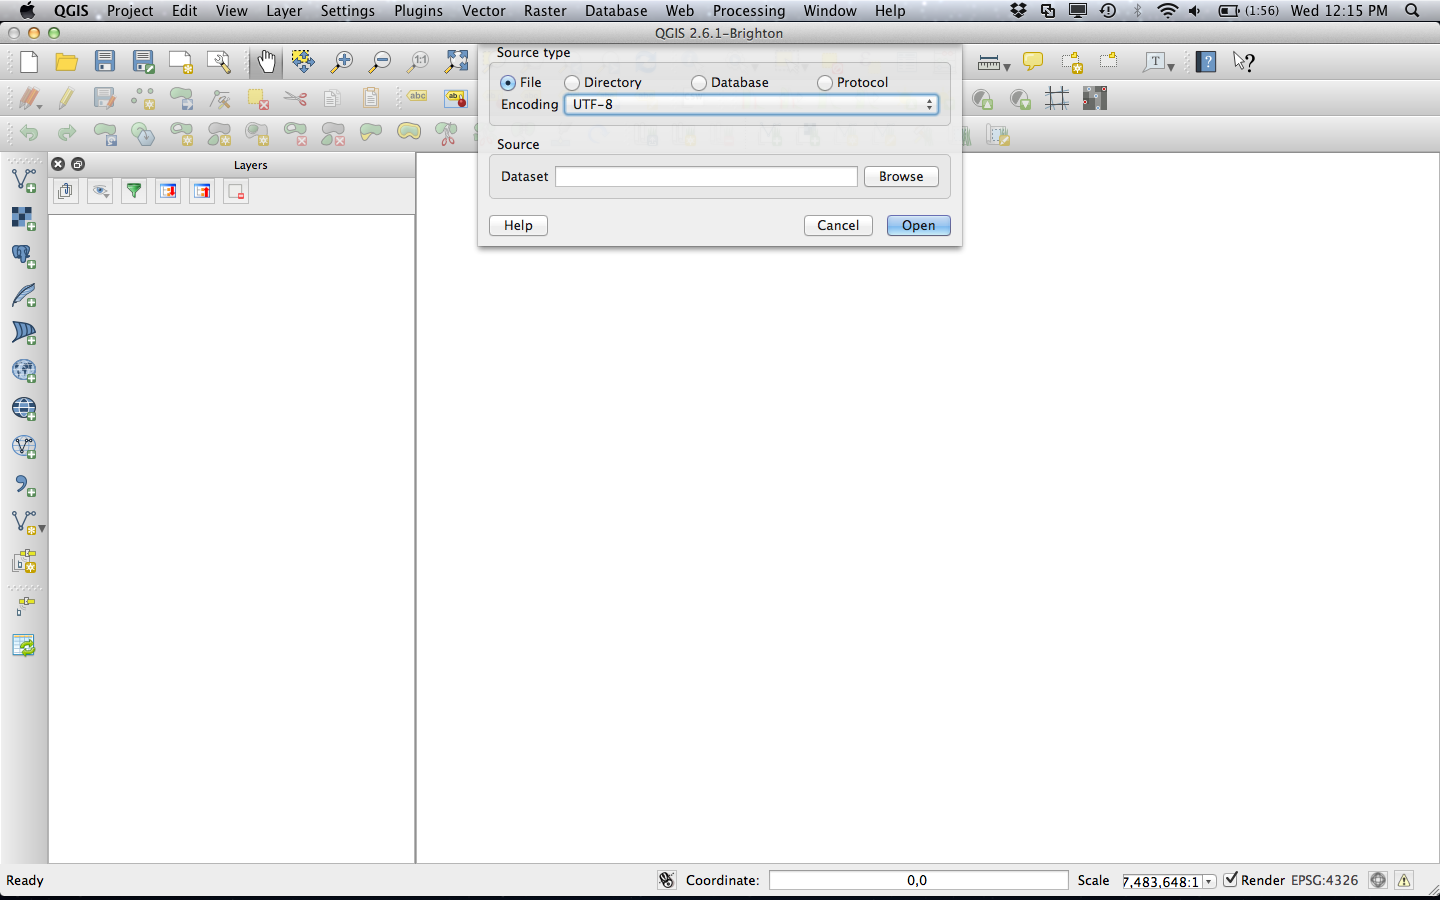 QGIS Project Edit View Layer Settings Plugins Vector Raster Database Web Processing Window Help (1:56) Wed 12:15 PM
QGIS 2.6.1-Brighton
Source type
File Directory Database Protocol
Encoding UTF-8
abc
Source
Dataset Browse
Help Cancel Open
Layers
Ready Coordinate: 0,0 Scale 7,483,648:1 Render EPSG:4326